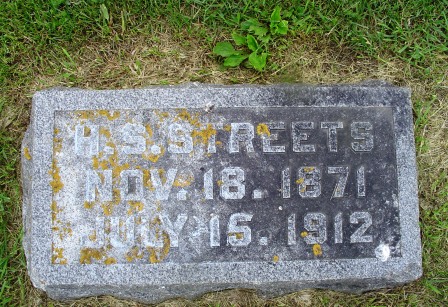 H. S. STREETS
NOV. 18. 1871
JULY 15. 1912